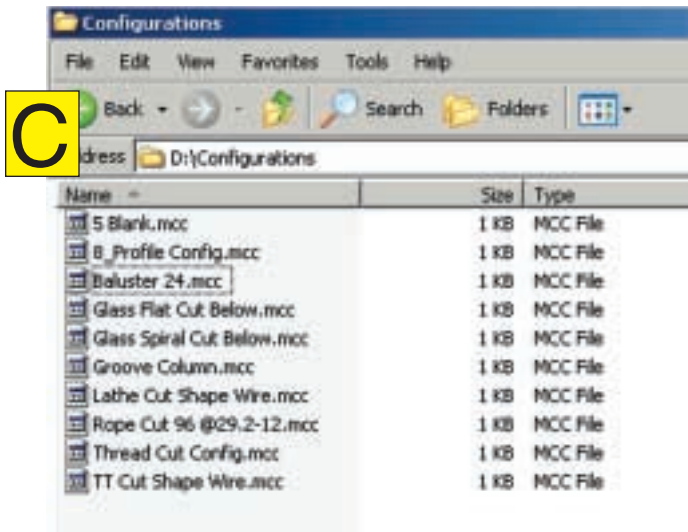 Configurations
File Edit View Favorites Tools Help
C
Back Search Folders
dress D:\Configurations
Name Size Type
5 Blank.mcc 1 KB MCC File
8_Profile Config.mcc 1 KB MCC File
Baluster 24.mcc 1 KB MCC File
Glass Flat Cut Below.mcc 1 KB MCC File
Glass Spiral Cut Below.mcc 1 KB MCC File
Groove Column.mcc 1 KB MCC File
Lathe Cut Shape Wire.mcc 1 KB MCC File
Rope Cut 96 @29.2-12.mcc 1 KB MCC File
Thread Cut Config.mcc 1 KB MCC File
TT Cut Shape Wire.mcc 1 KB MCC File